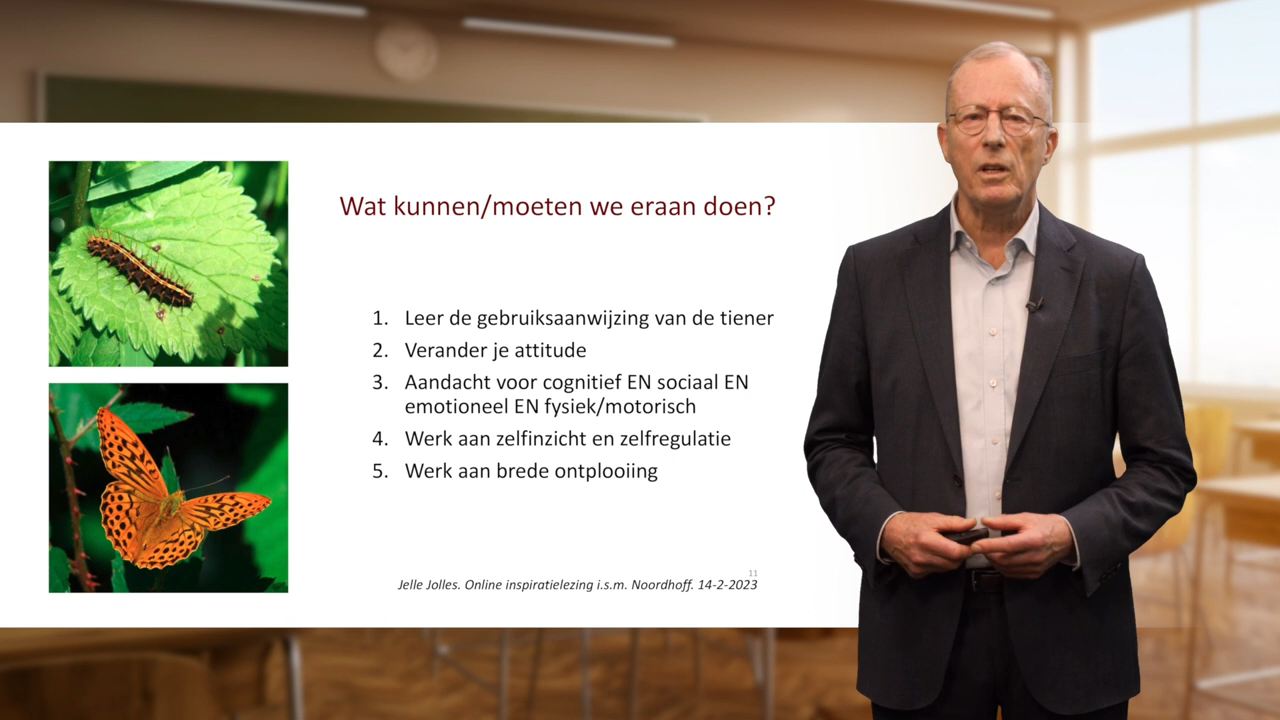 Wat kunnen/moeten we eraan doen?
1. Leer de gebruiksaanwijzing van de tiener
2. Verander je attitude
3. Aandacht voor cognitief EN sociaal EN
emotioneel EN fysiek/motorisch
4. Werk aan zelfinzicht en zelfregulatie
5. Werk aan brede ontplooiing
11
Jelle Jolles. Online inspiratielezing i.s.m. Noordhoff. 14-2-2023